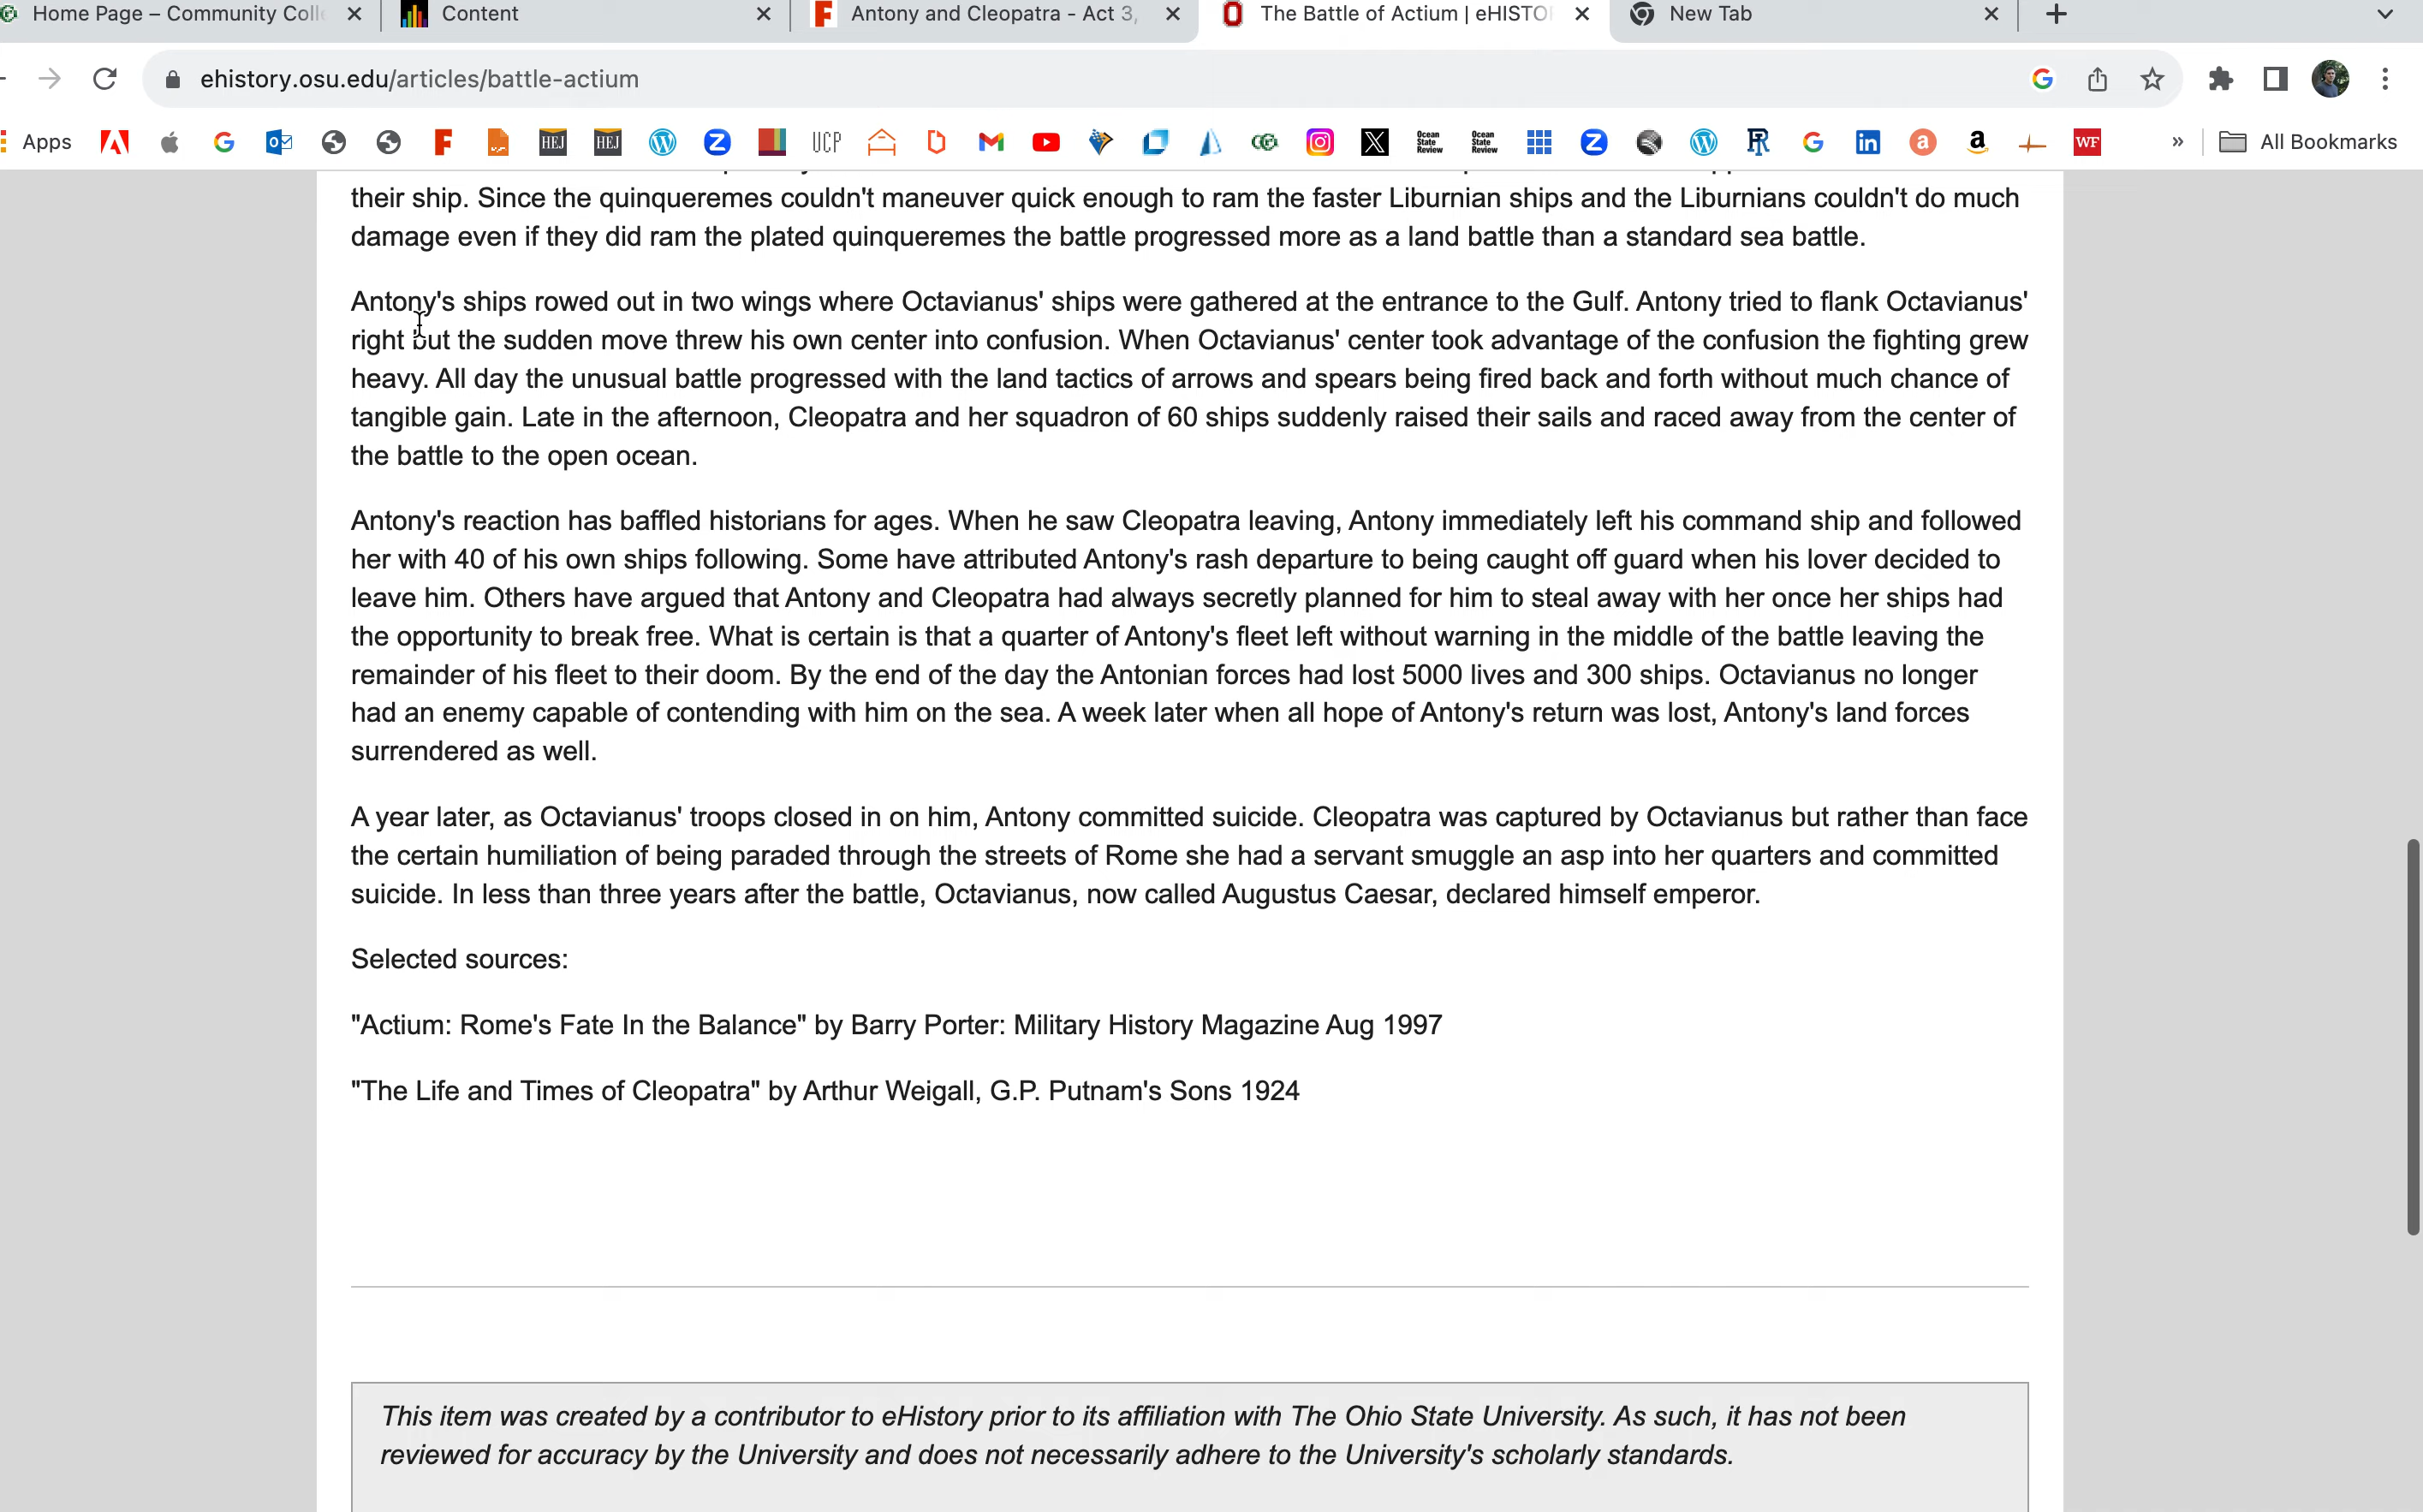 Home Page – Community Coll
Content
Antony and Cleopatra - Act 3,
The Battle of Actium | eHISTO
New Tab
ehistory.osu.edu/articles/battle-actium
Apps
HEJ
HEJ
UCP
Ocean State Review
Ocean State Review
WF
»
All Bookmarks
their ship. Since the quinqueremes couldn't maneuver quick enough to ram the faster Liburnian ships and the Liburnians couldn't do much
damage even if they did ram the plated quinqueremes the battle progressed more as a land battle than a standard sea battle.
Antony's ships rowed out in two wings where Octavianus' ships were gathered at the entrance to the Gulf. Antony tried to flank Octavianus'
right but the sudden move threw his own center into confusion. When Octavianus' center took advantage of the confusion the fighting grew
heavy. All day the unusual battle progressed with the land tactics of arrows and spears being fired back and forth without much chance of
tangible gain. Late in the afternoon, Cleopatra and her squadron of 60 ships suddenly raised their sails and raced away from the center of
the battle to the open ocean.
Antony's reaction has baffled historians for ages. When he saw Cleopatra leaving, Antony immediately left his command ship and followed
her with 40 of his own ships following. Some have attributed Antony's rash departure to being caught off guard when his lover decided to
leave him. Others have argued that Antony and Cleopatra had always secretly planned for him to steal away with her once her ships had
the opportunity to break free. What is certain is that a quarter of Antony's fleet left without warning in the middle of the battle leaving the
remainder of his fleet to their doom. By the end of the day the Antonian forces had lost 5000 lives and 300 ships. Octavianus no longer
had an enemy capable of contending with him on the sea. A week later when all hope of Antony's return was lost, Antony's land forces
surrendered as well.
A year later, as Octavianus' troops closed in on him, Antony committed suicide. Cleopatra was captured by Octavianus but rather than face
the certain humiliation of being paraded through the streets of Rome she had a servant smuggle an asp into her quarters and committed
suicide. In less than three years after the battle, Octavianus, now called Augustus Caesar, declared himself emperor.
Selected sources:
"Actium: Rome's Fate In the Balance" by Barry Porter: Military History Magazine Aug 1997
"The Life and Times of Cleopatra" by Arthur Weigall, G.P. Putnam's Sons 1924
This item was created by a contributor to eHistory prior to its affiliation with The Ohio State University. As such, it has not been
reviewed for accuracy by the University and does not necessarily adhere to the University's scholarly standards.